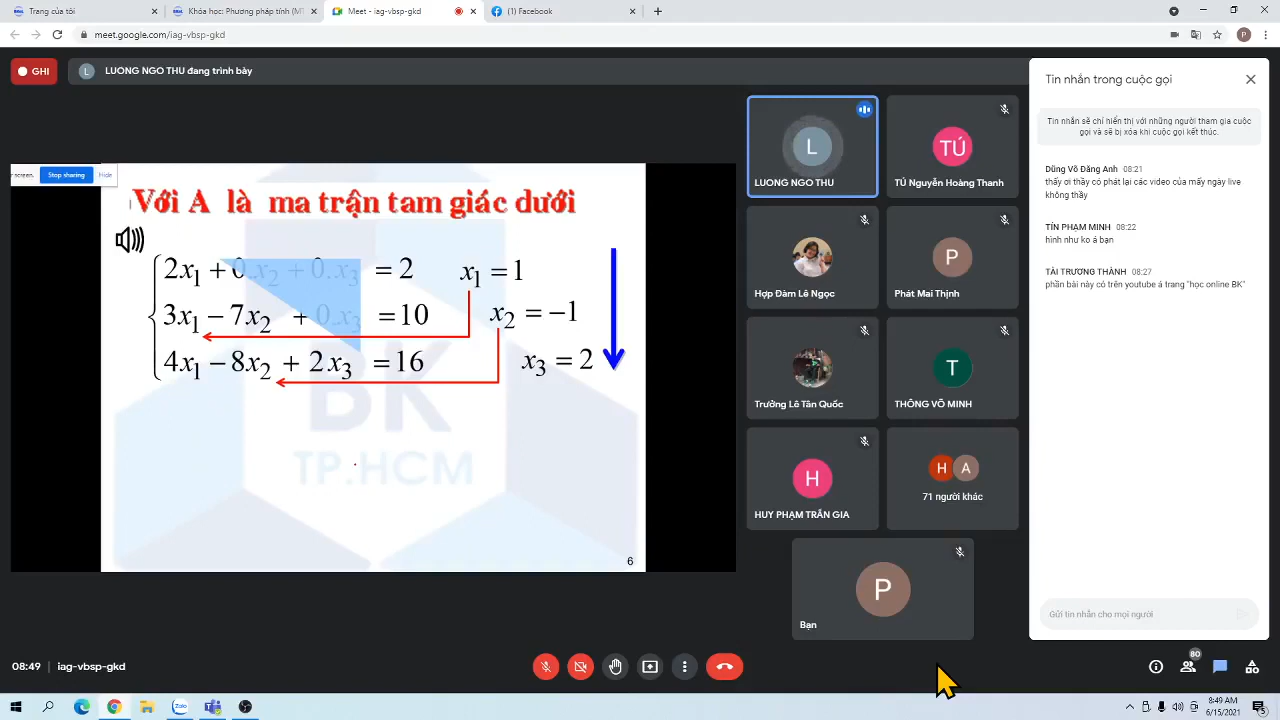 Trang của tôi
Khóa học: Phương pháp tính (MT
Meet - iag-vbsp-gkd
(1) Facebook
meet.google.com/iag-vbsp-gkd
P
GHI
L
LUONG NGO THU đang trình bày
r screen.
Stop sharing
Hide
Với A là ma trận tam giác dưới
2x₁ + 0.x₂ + 0.x₃ = 2
x₁ = 1
3x₁ − 7x₂ + 0.x₃ = 10
x₂ = −1
4x₁ − 8x₂ + 2x₃ = 16
x₃ = 2
BK
TP.HCM
6
L
LUONG NGO THU
TÚ
TÚ Nguyễn Hoàng Thanh
Hợp Đàm Lê Ngọc
P
Phát Mai Thịnh
Trường Lê Tân Quốc
T
THÔNG VÕ MINH
H
HUY PHẠM TRẦN GIA
H A
71 người khác
P
Bạn
Tin nhắn trong cuộc gọi
Tin nhắn sẽ chỉ hiển thị với những người tham gia cuộc
gọi và sẽ bị xóa khi cuộc gọi kết thúc.
Dũng Võ Đăng Anh 08:21
thấy ơi thầy có phát lại các video của mấy ngày live
không thầy
TÍN PHẠM MINH 08:22
hình như ko á bạn
TÀI TRƯƠNG THÀNH 08:27
phần bài này có trên youtube á trang "học online BK"
Gửi tin nhắn cho mọi người
08:49 | iag-vbsp-gkd
80
Zalo
8:49 AM
6/15/2021
5